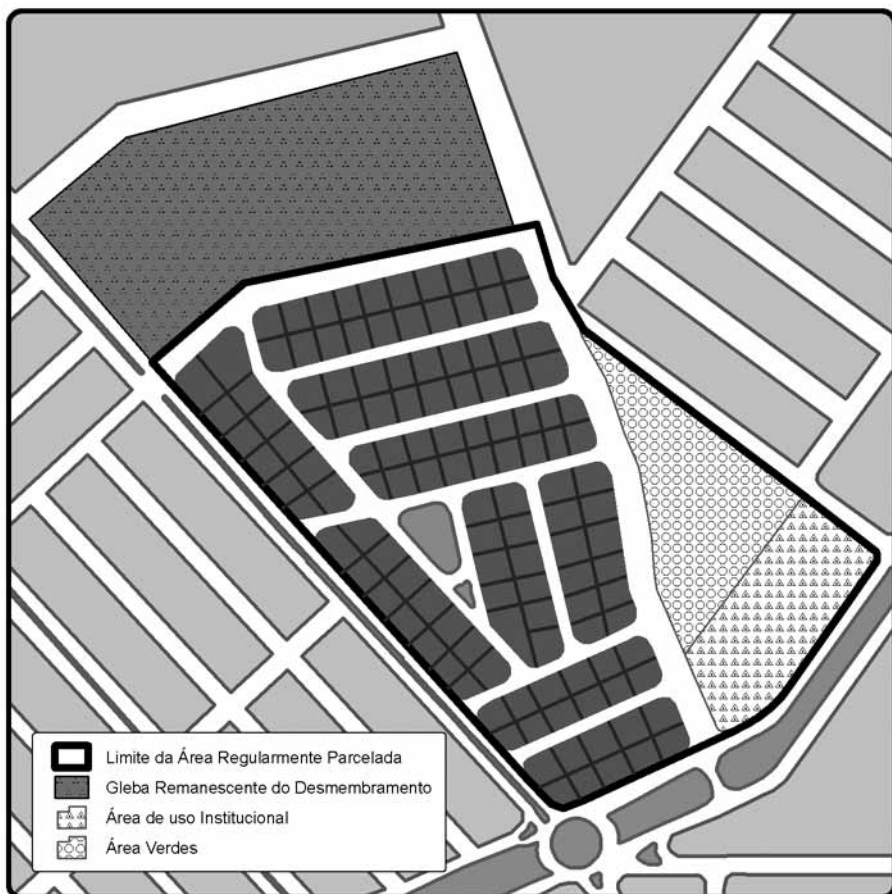 Limite da Área Regularmente Parcelada
Gleba Remanescente do Desmembramento
Área de uso Institucional
Área Verdes